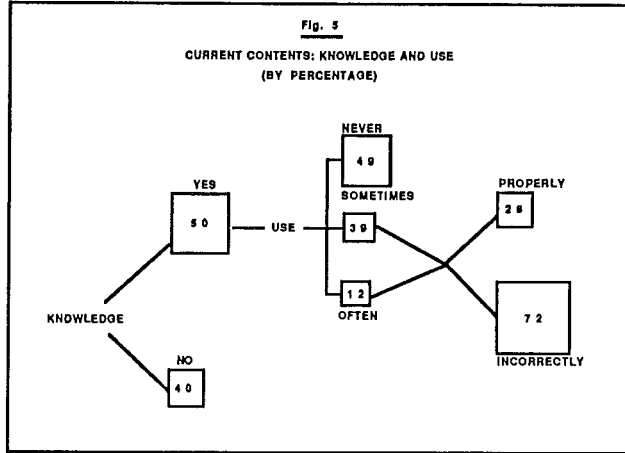 Fig. 5
CURRENT CONTENTS: KNOWLEDGE AND USE
(BY PERCENTAGE)
NEVER
49
YES
50
USE
SOMETIMES
39
12
OFTEN
PROPERLY
28
72
INCORRECTLY
KNOWLEDGE
NO
40